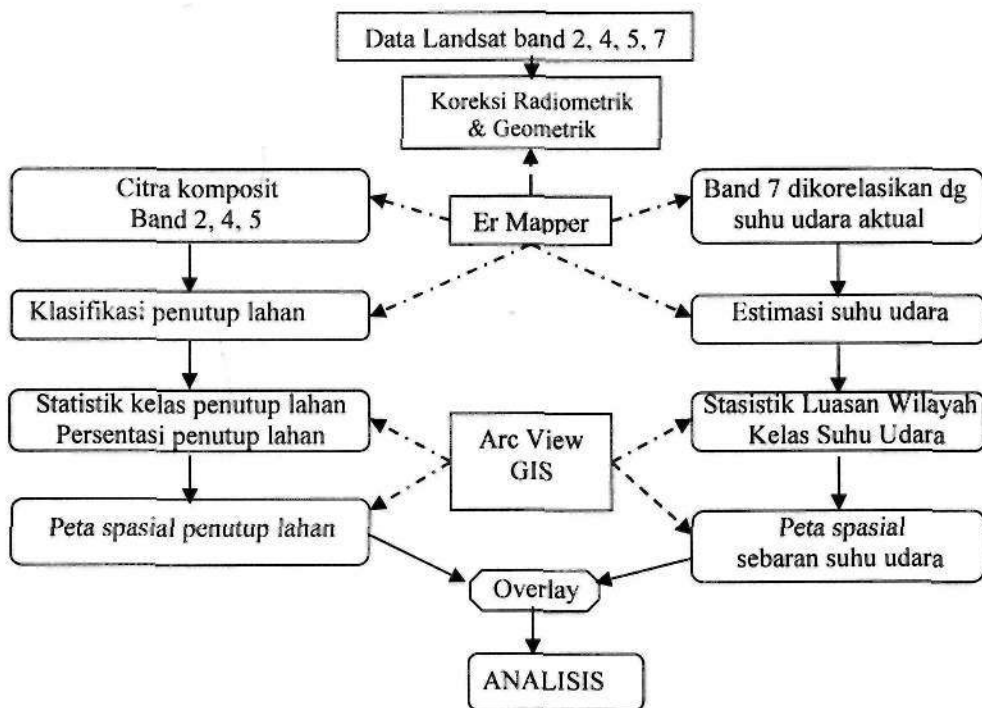 Data Landsat band 2, 4, 5, 7
Koreksi Radiometrik
& Geometrik
Citra komposit
Band 2, 4, 5
Er Mapper
Band 7 dikorelasikan dg
suhu udara aktual
Klasifikasi penutup lahan
Estimasi suhu udara
Statistik kelas penutup lahan
Persentasi penutup lahan
Arc View
GIS
Stasistik Luasan Wilayah
Kelas Suhu Udara
Peta spasial penutup lahan
Peta spasial
sebaran suhu udara
Overlay
ANALISIS